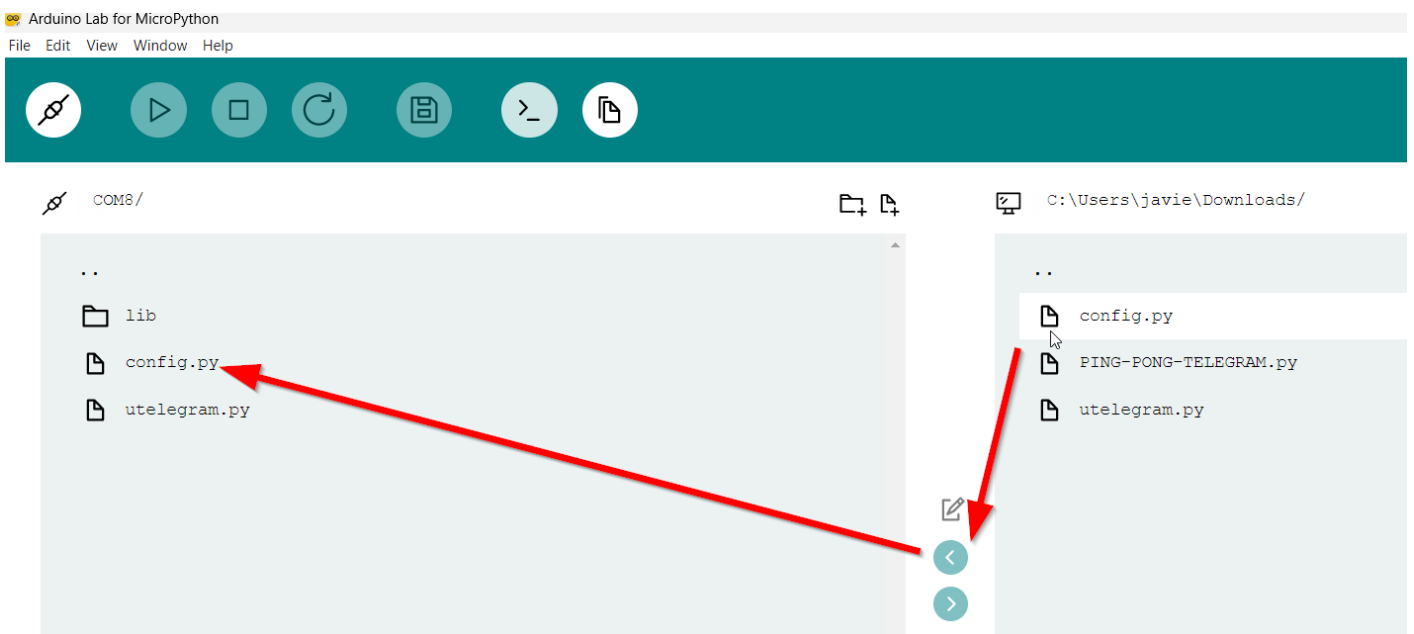 Arduino Lab for MicroPython
File Edit View Window Help
COM8/
..
lib
config.py
utelegram.py
C:\Users\javie\Downloads/
..
config.py
PING-PONG-TELEGRAM.py
utelegram.py